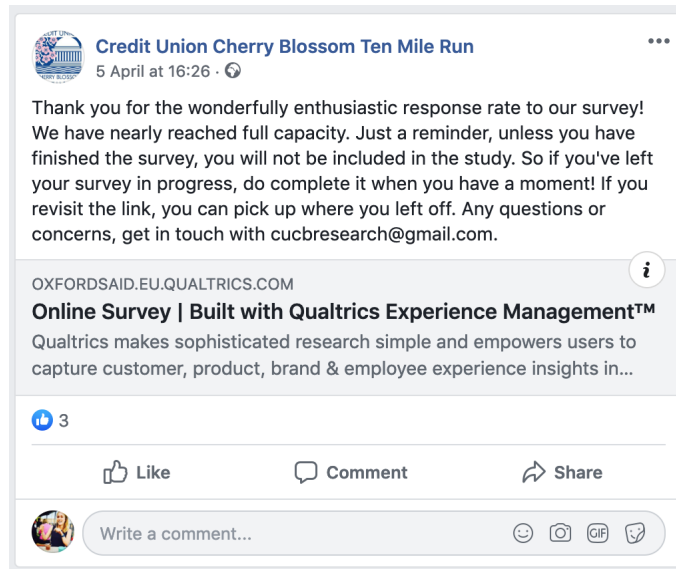 Credit Union Cherry Blossom Ten Mile Run
5 April at 16:26 ·
Thank you for the wonderfully enthusiastic response rate to our survey!
We have nearly reached full capacity. Just a reminder, unless you have
finished the survey, you will not be included in the study. So if you've left
your survey in progress, do complete it when you have a moment! If you
revisit the link, you can pick up where you left off. Any questions or
concerns, get in touch with cucbresearch@gmail.com.
OXFORDSAID.EU.QUALTRICS.COM
Online Survey | Built with Qualtrics Experience Management™
Qualtrics makes sophisticated research simple and empowers users to
capture customer, product, brand & employee experience insights in...
3
Like Comment Share
Write a comment... GIF